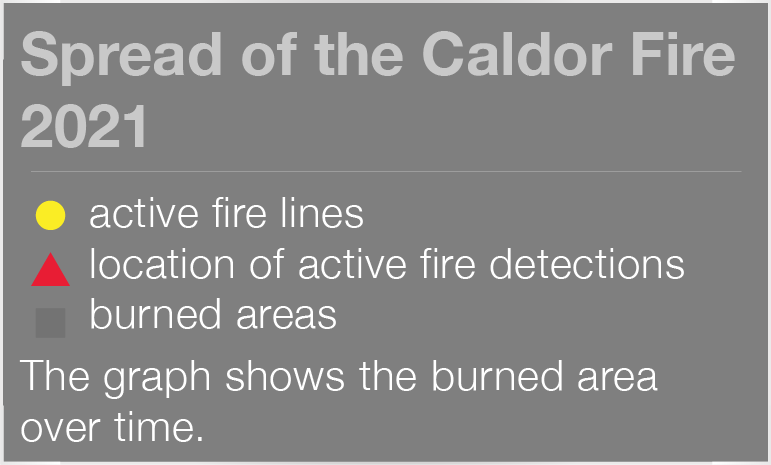 Spread of the Caldor Fire
2021
active fire lines
location of active fire detections
burned areas
The graph shows the burned area
over time.